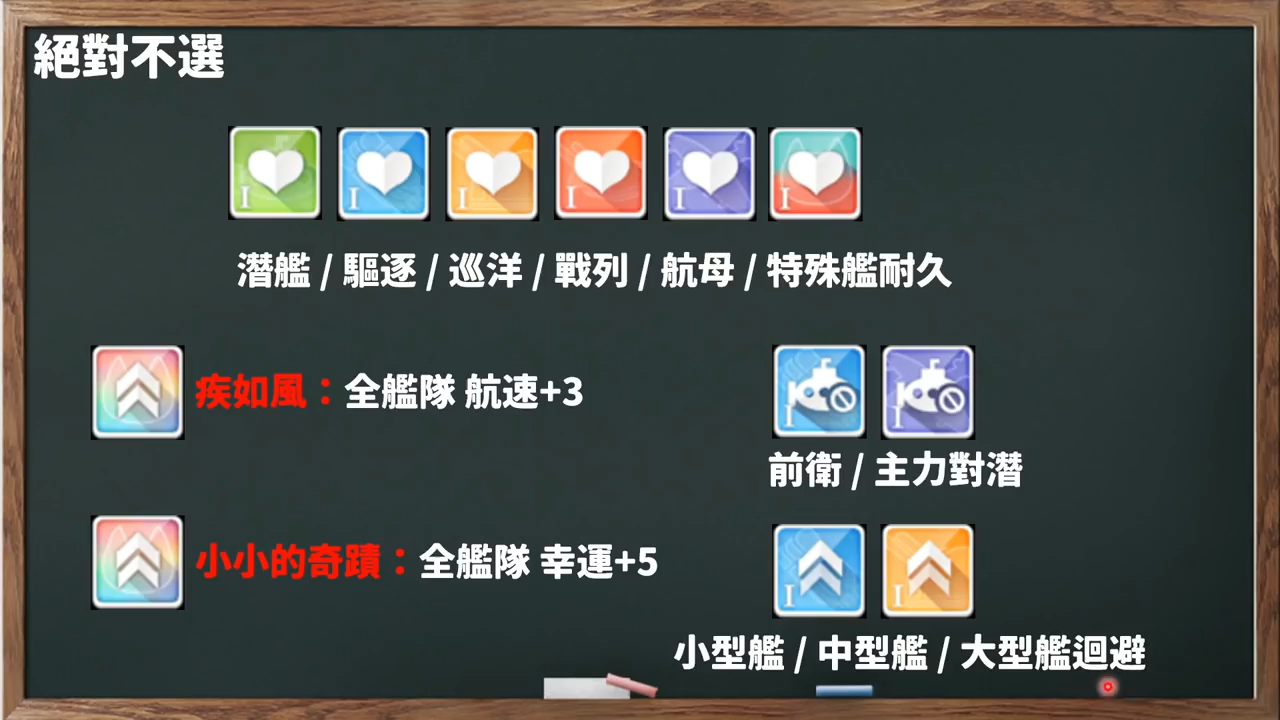 絕對不選
I I I I I I
潛艦 / 驅逐 / 巡洋 / 戰列 / 航母 / 特殊艦耐久
疾如風：全艦隊 航速+3
I I
前衛 / 主力對潛
小小的奇蹟：全艦隊 幸運+5
I I
小型艦 / 中型艦 / 大型艦迴避